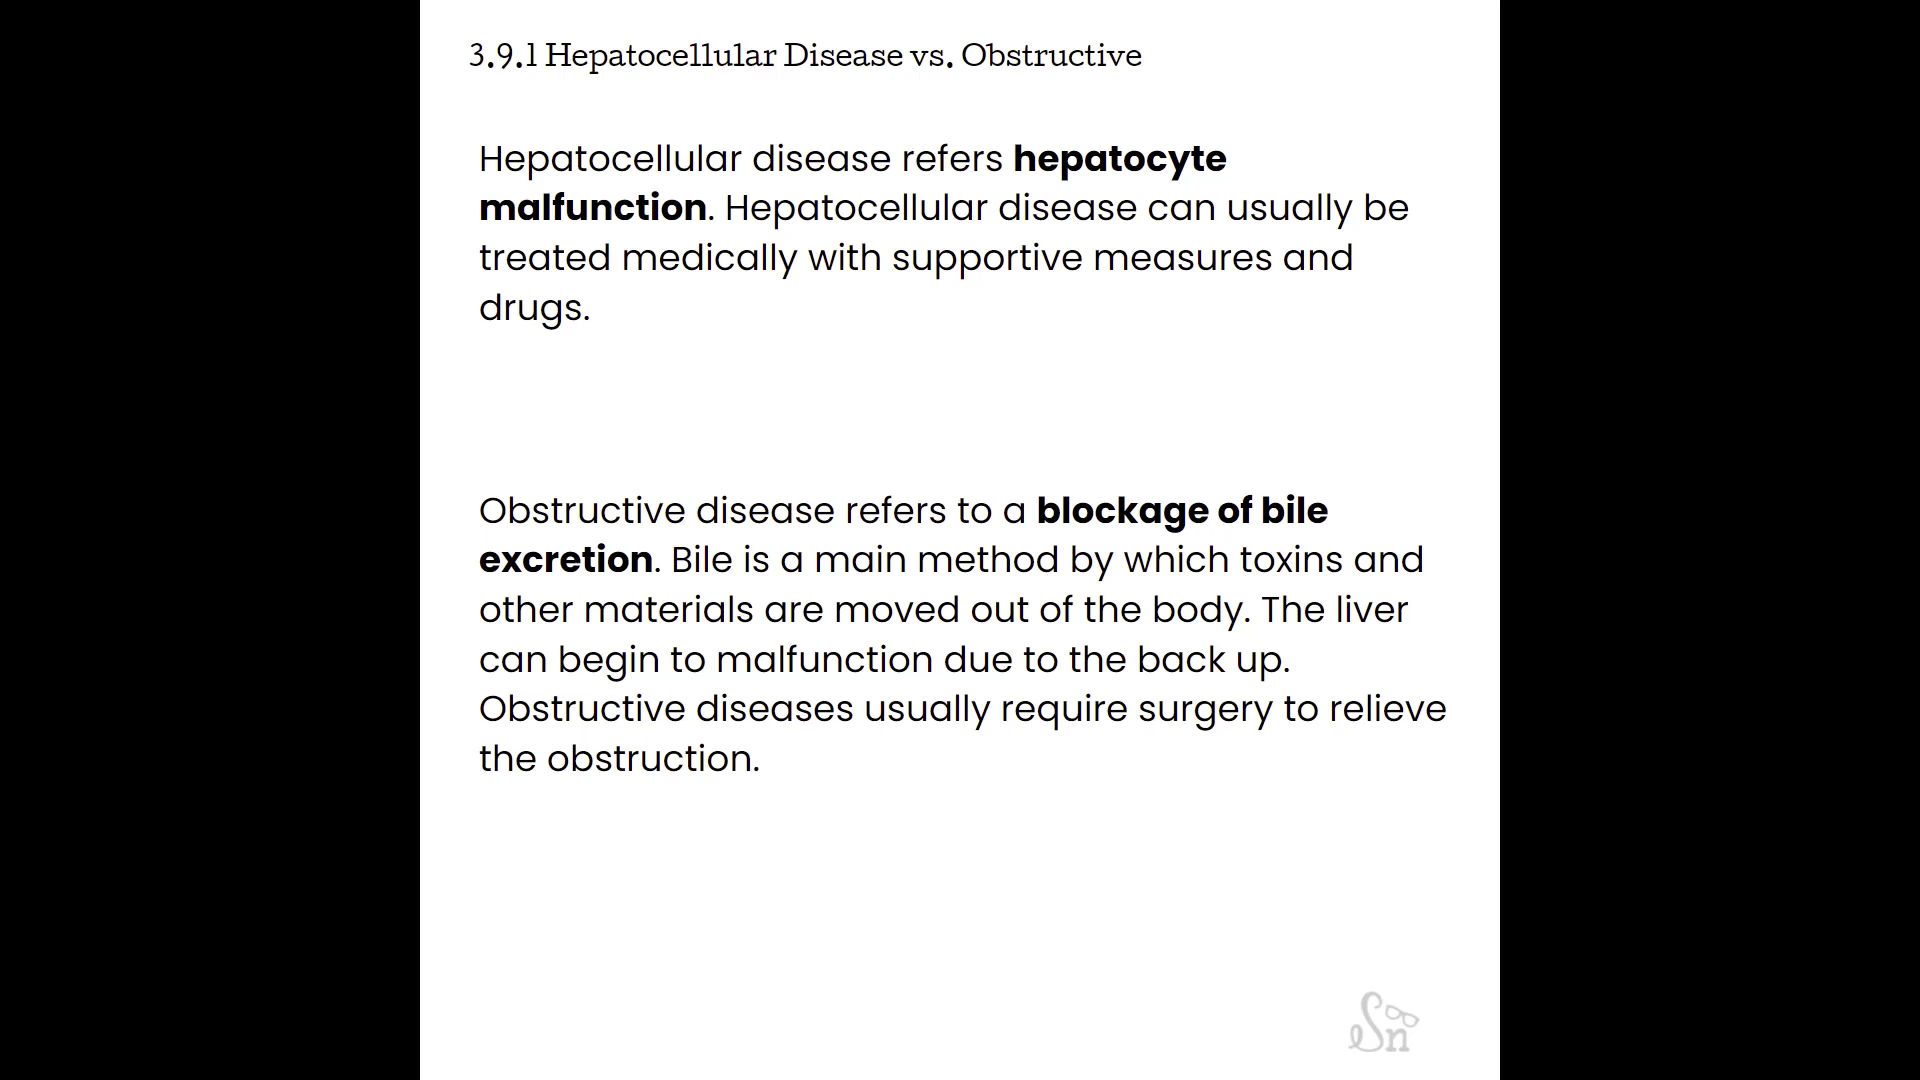 3.9.1 Hepatocellular Disease vs. Obstructive
Hepatocellular disease refers hepatocyte
malfunction. Hepatocellular disease can usually be
treated medically with supportive measures and
drugs.
Obstructive disease refers to a blockage of bile
excretion. Bile is a main method by which toxins and
other materials are moved out of the body. The liver
can begin to malfunction due to the back up.
Obstructive diseases usually require surgery to relieve
the obstruction.
Sn